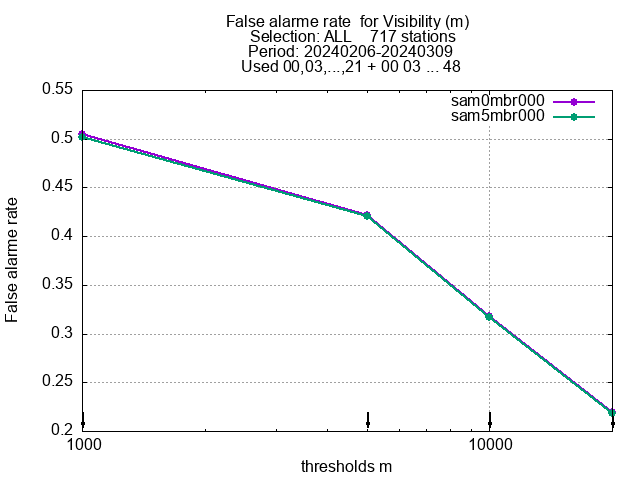 False alarme rate  for Visibility (m)
Selection: ALL    717 stations
Period: 20240206-20240309
Used 00,03,...,21 + 00 03 ... 48
sam0mbr000
sam5mbr000
0.55
0.5
0.45
0.4
0.35
0.3
0.25
0.2
False alarme rate
1000
10000
thresholds m